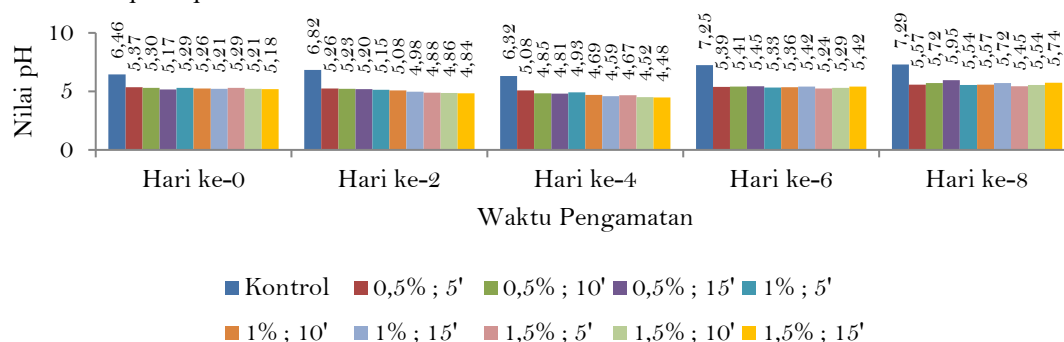 10
5
0
Nilai pH
6,46 5,37 5,30 5,17 5,29 5,26 5,21 5,29 5,21 5,18
6,82 5,26 5,23 5,20 5,15 5,08 4,98 4,88 4,86 4,84
6,32 5,08 4,85 4,81 4,93 4,69 4,59 4,67 4,52 4,48
7,25 5,39 5,41 5,45 5,33 5,36 5,42 5,24 5,29 5,42
7,29 5,57 5,72 5,95 5,54 5,57 5,72 5,45 5,54 5,74
Hari ke-0 Hari ke-2 Hari ke-4 Hari ke-6 Hari ke-8
Waktu Pengamatan
Kontrol 0,5% ; 5' 0,5% ; 10' 0,5% ; 15' 1% ; 5'
1% ; 10' 1% ; 15' 1,5% ; 5' 1,5% ; 10' 1,5% ; 15'